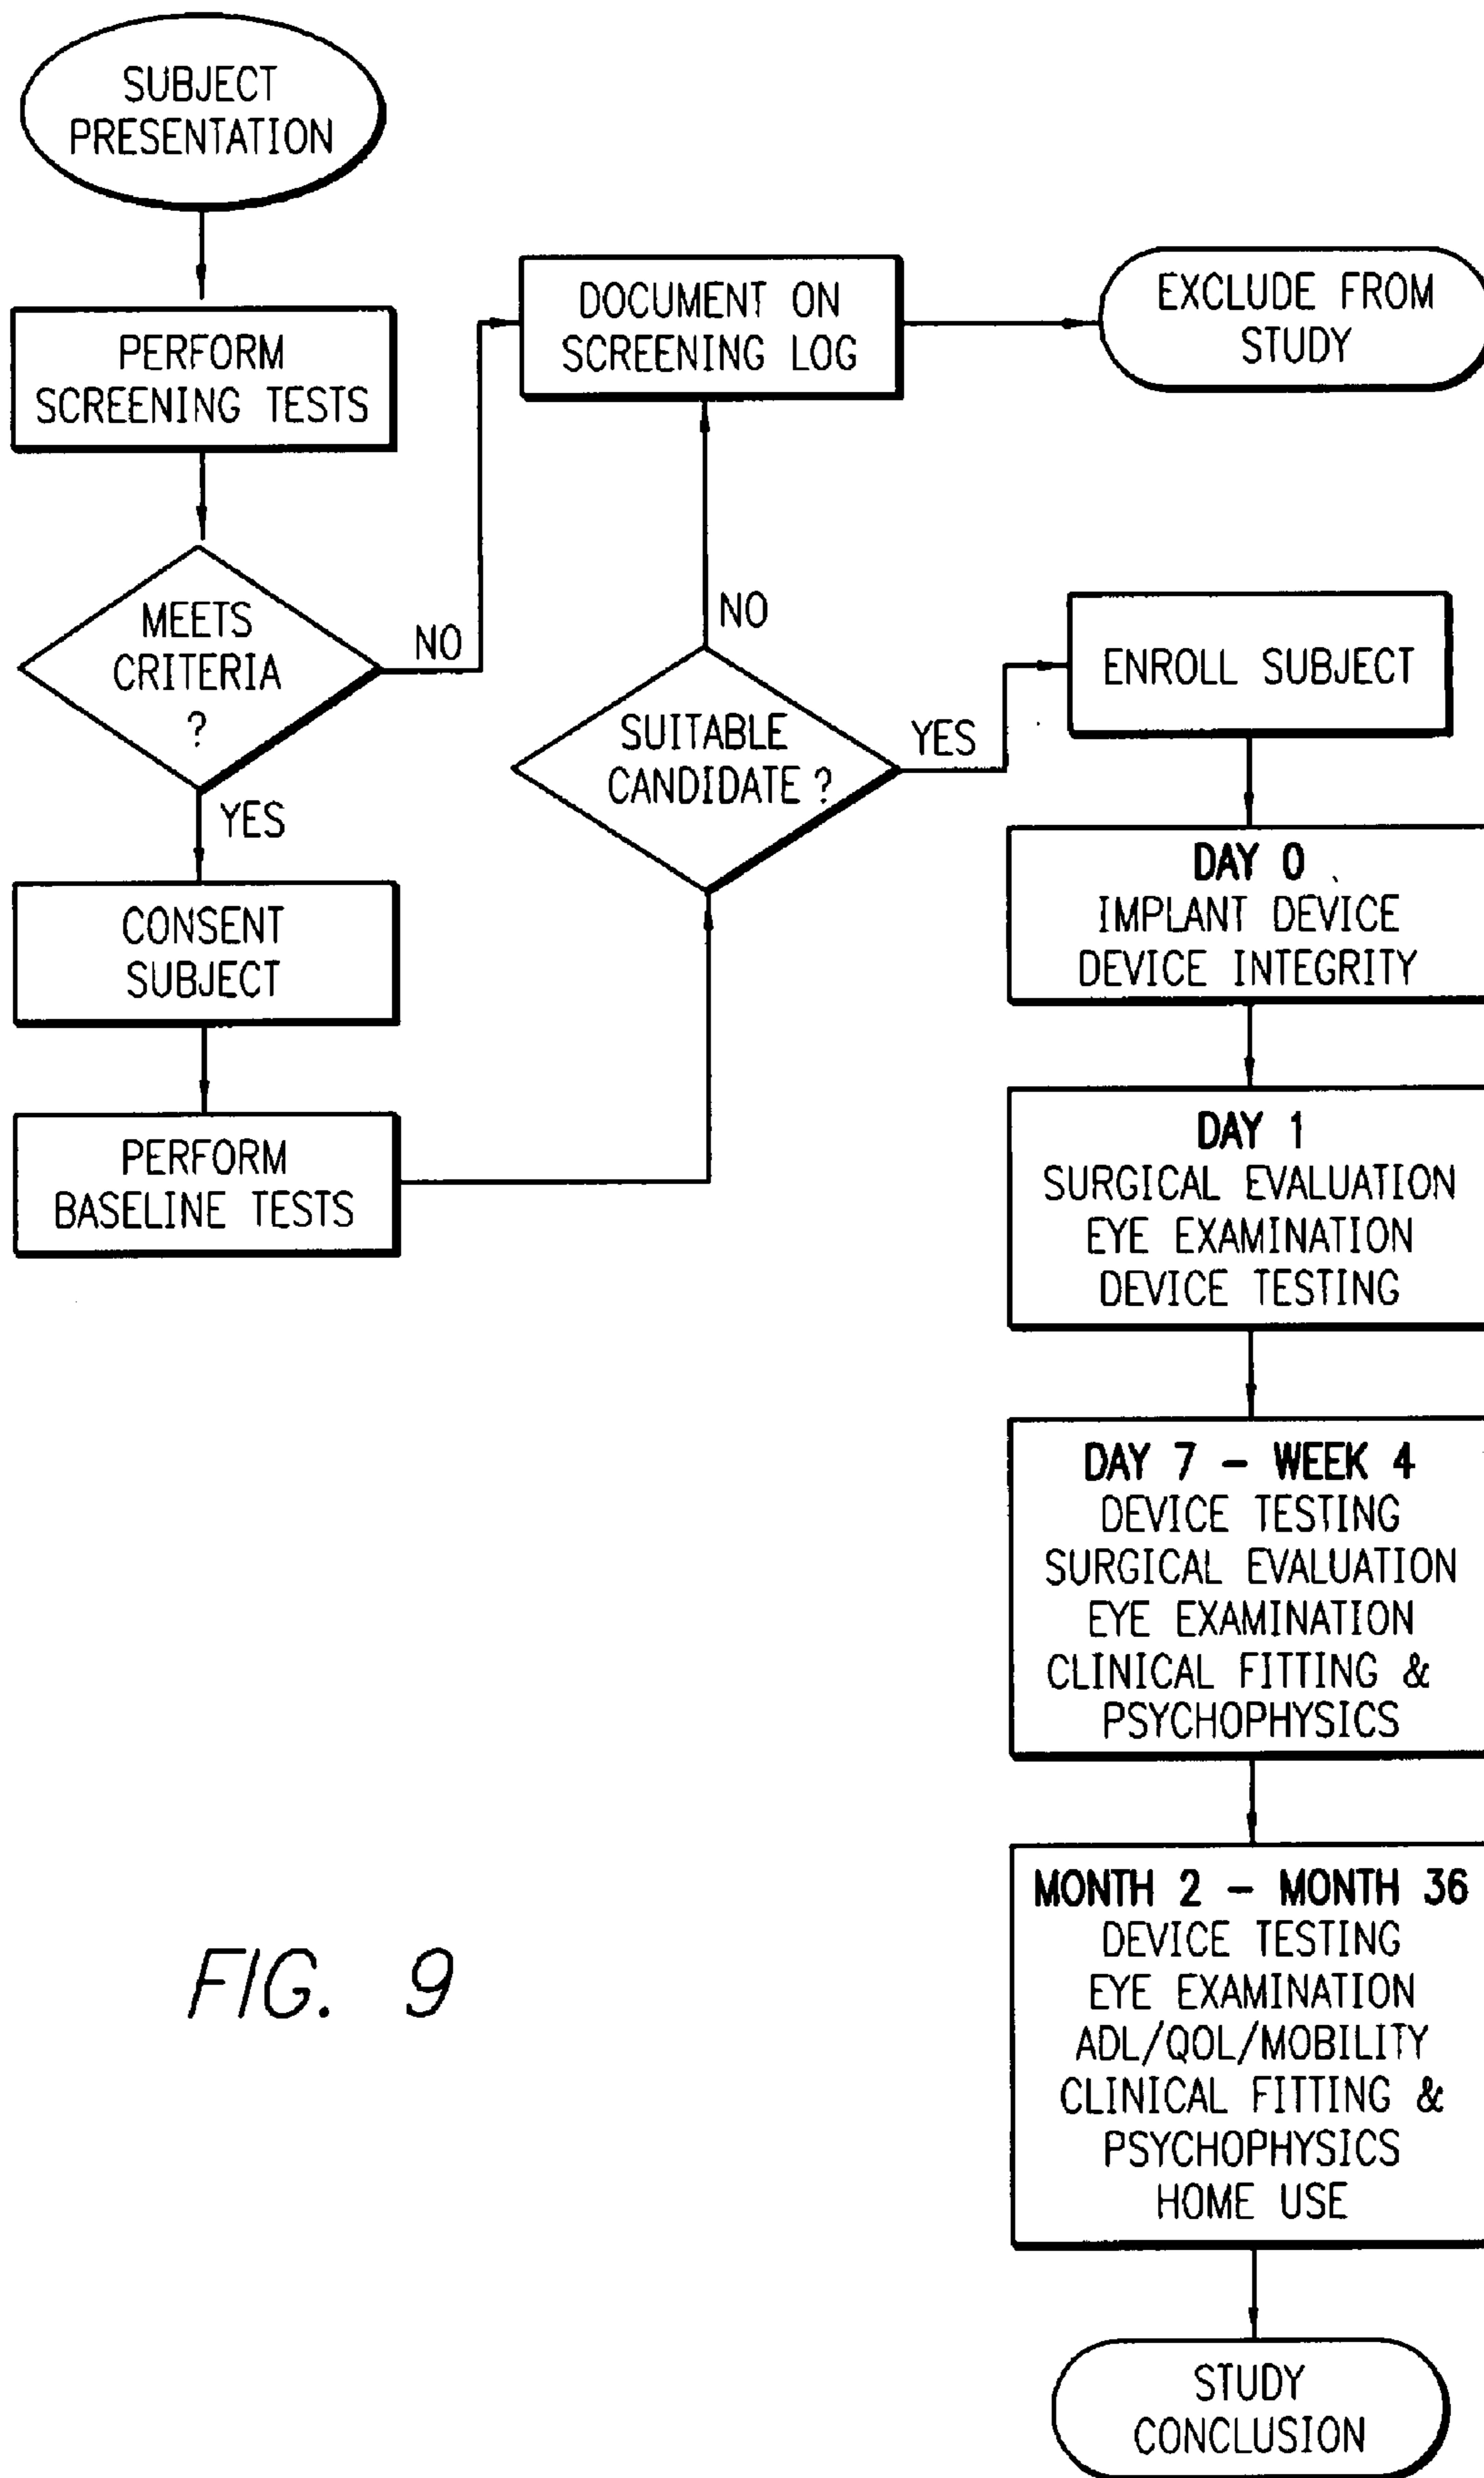 SUBJECT
PRESENTATION
PERFORM
SCREENING TESTS
MEETS
CRITERIA
?
NO
YES
CONSENT
SUBJECT
PERFORM
BASELINE TESTS
DOCUMENT ON
SCREENING LOG
EXCLUDE FROM
STUDY
NO
SUITABLE
CANDIDATE ?
YES
ENROLL SUBJECT
DAY 0
IMPLANT DEVICE
DEVICE INTEGRITY
DAY 1
SURGICAL EVALUATION
EYE EXAMINATION
DEVICE TESTING
DAY 7 – WEEK 4
DEVICE TESTING
SURGICAL EVALUATION
EYE EXAMINATION
CLINICAL FITTING &
PSYCHOPHYSICS
MONTH 2 – MONTH 36
DEVICE TESTING
EYE EXAMINATION
ADL/QOL/MOBILITY
CLINICAL FITTING &
PSYCHOPHYSICS
HOME USE
STUDY
CONCLUSION
FIG. 9